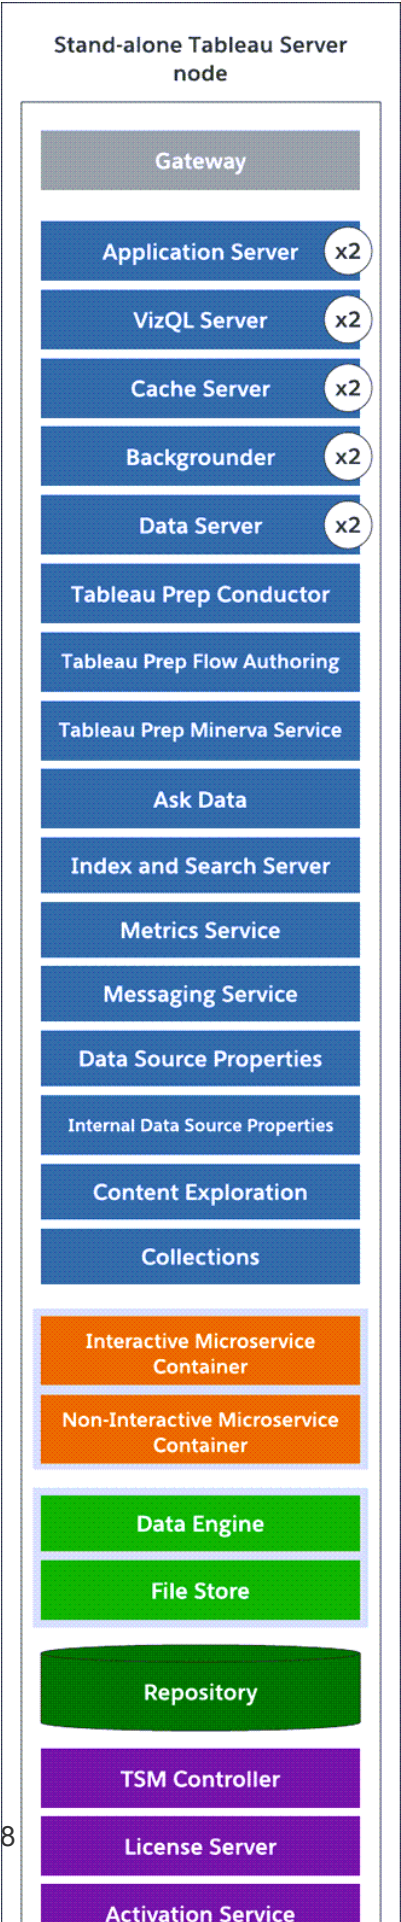 Stand-alone Tableau Server
node
Gateway
Application Server x2
VizQL Server x2
Cache Server x2
Backgrounder x2
Data Server x2
Tableau Prep Conductor
Tableau Prep Flow Authoring
Tableau Prep Minerva Service
Ask Data
Index and Search Server
Metrics Service
Messaging Service
Data Source Properties
Internal Data Source Properties
Content Exploration
Collections
Interactive Microservice
Container
Non-Interactive Microservice
Container
Data Engine
File Store
Repository
TSM Controller
8
License Server
Activation Service